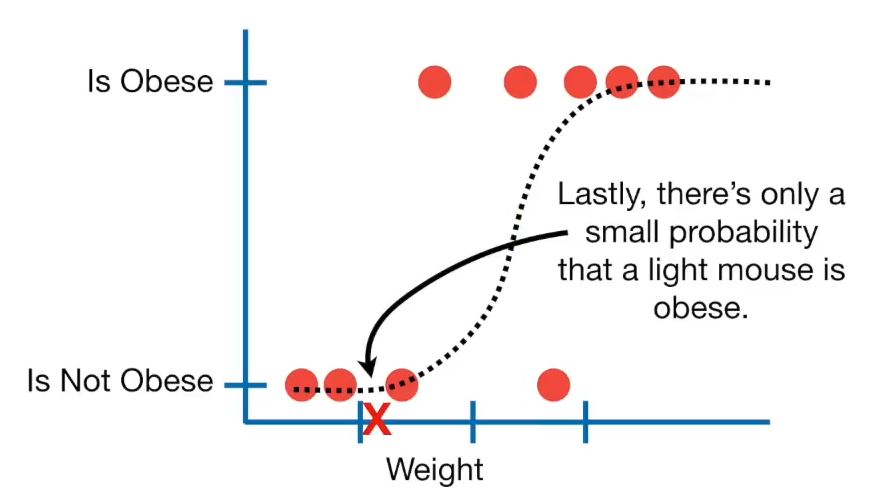 Is Obese
Lastly, there's only a
small probability
that a light mouse is
obese.
Is Not Obese
X
Weight